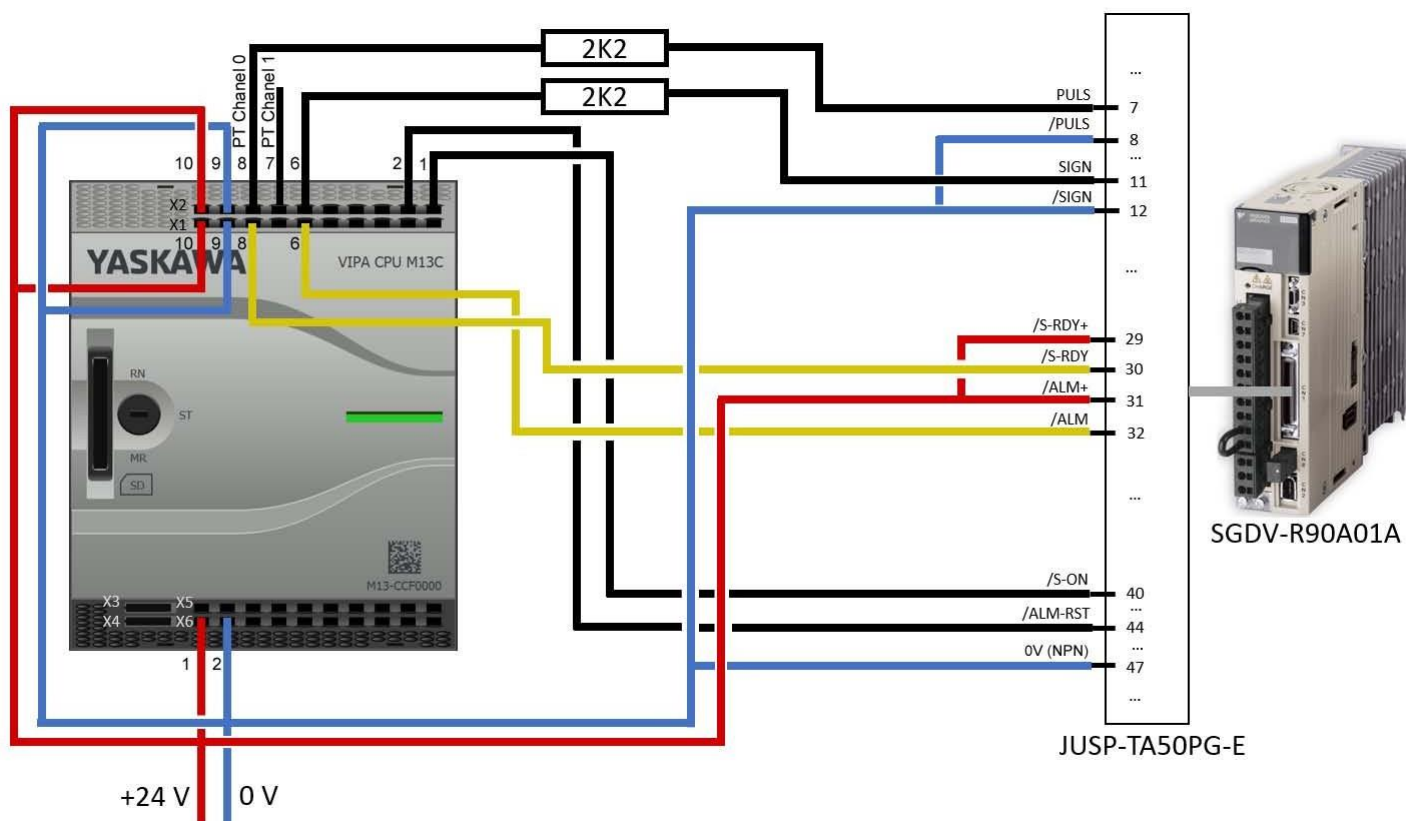 2K2
2K2
PT Channel 0
PT Channel 1
10 9 8 7 6 2 1
X2
X1
10 9 8 6
YASKAWA
VIPA CPU M13C
RN
ST
MR
SD
M13-CCF0000
X3 X5
X4 X6
1 2
+24 V 0 V
...
PULS 7
/PULS 8
...
SIGN 11
/SIGN 12
...
/S-RDY+ 29
/S-RDY 30
/ALM+ 31
/ALM 32
...
/S-ON 40
...
/ALM-RST 44
...
0V (NPN) 47
...
JUSP-TA50PG-E
SGDV-R90A01A